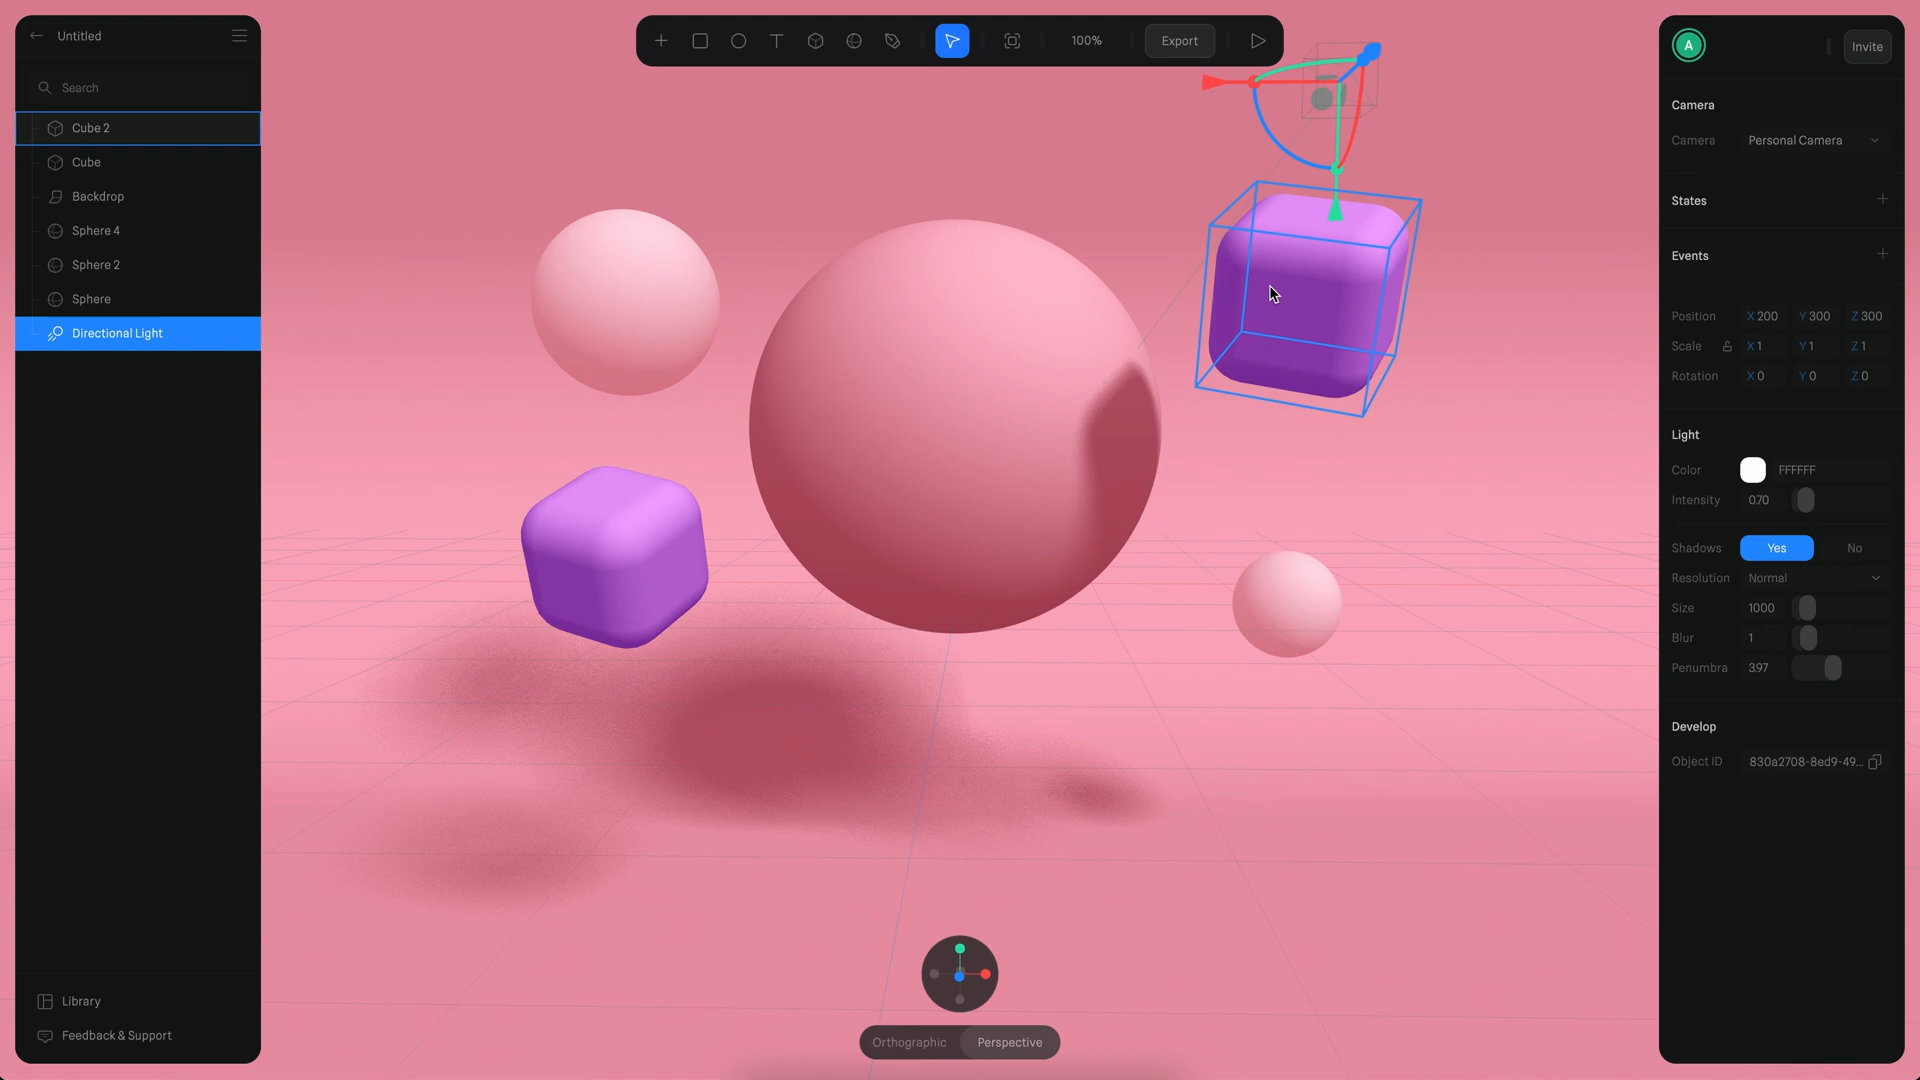 Untitled
Search
Cube 2
Cube
Backdrop
Sphere 4
Sphere 2
Sphere
Directional Light
Library
Feedback & Support
100%
Export
Orthographic
Perspective
A
Invite
Camera
Camera Personal Camera
States
Events
Position X 200 Y 300 Z 300
Scale X 1 Y 1 Z 1
Rotation X 0 Y 0 Z 0
Light
Color FFFFFF
Intensity 0.70
Shadows Yes No
Resolution Normal
Size 1000
Blur 1
Penumbra 3.97
Develop
Object ID 830a2708-8ed9-49...